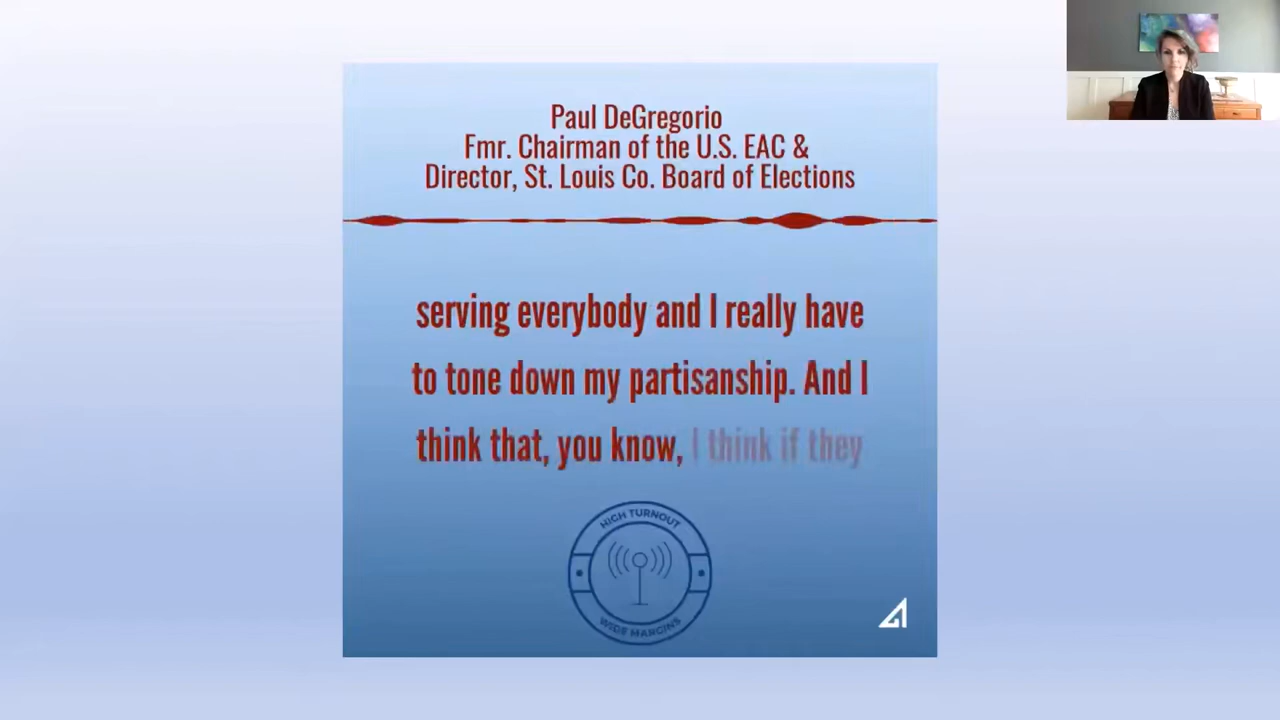 Paul DeGregorio
Fmr. Chairman of the U.S. EAC &
Director, St. Louis Co. Board of Elections
serving everybody and I really have
to tone down my partisanship. And I
think that, you know, I think if they
HIGH TURNOUT
WIDE MARGINS